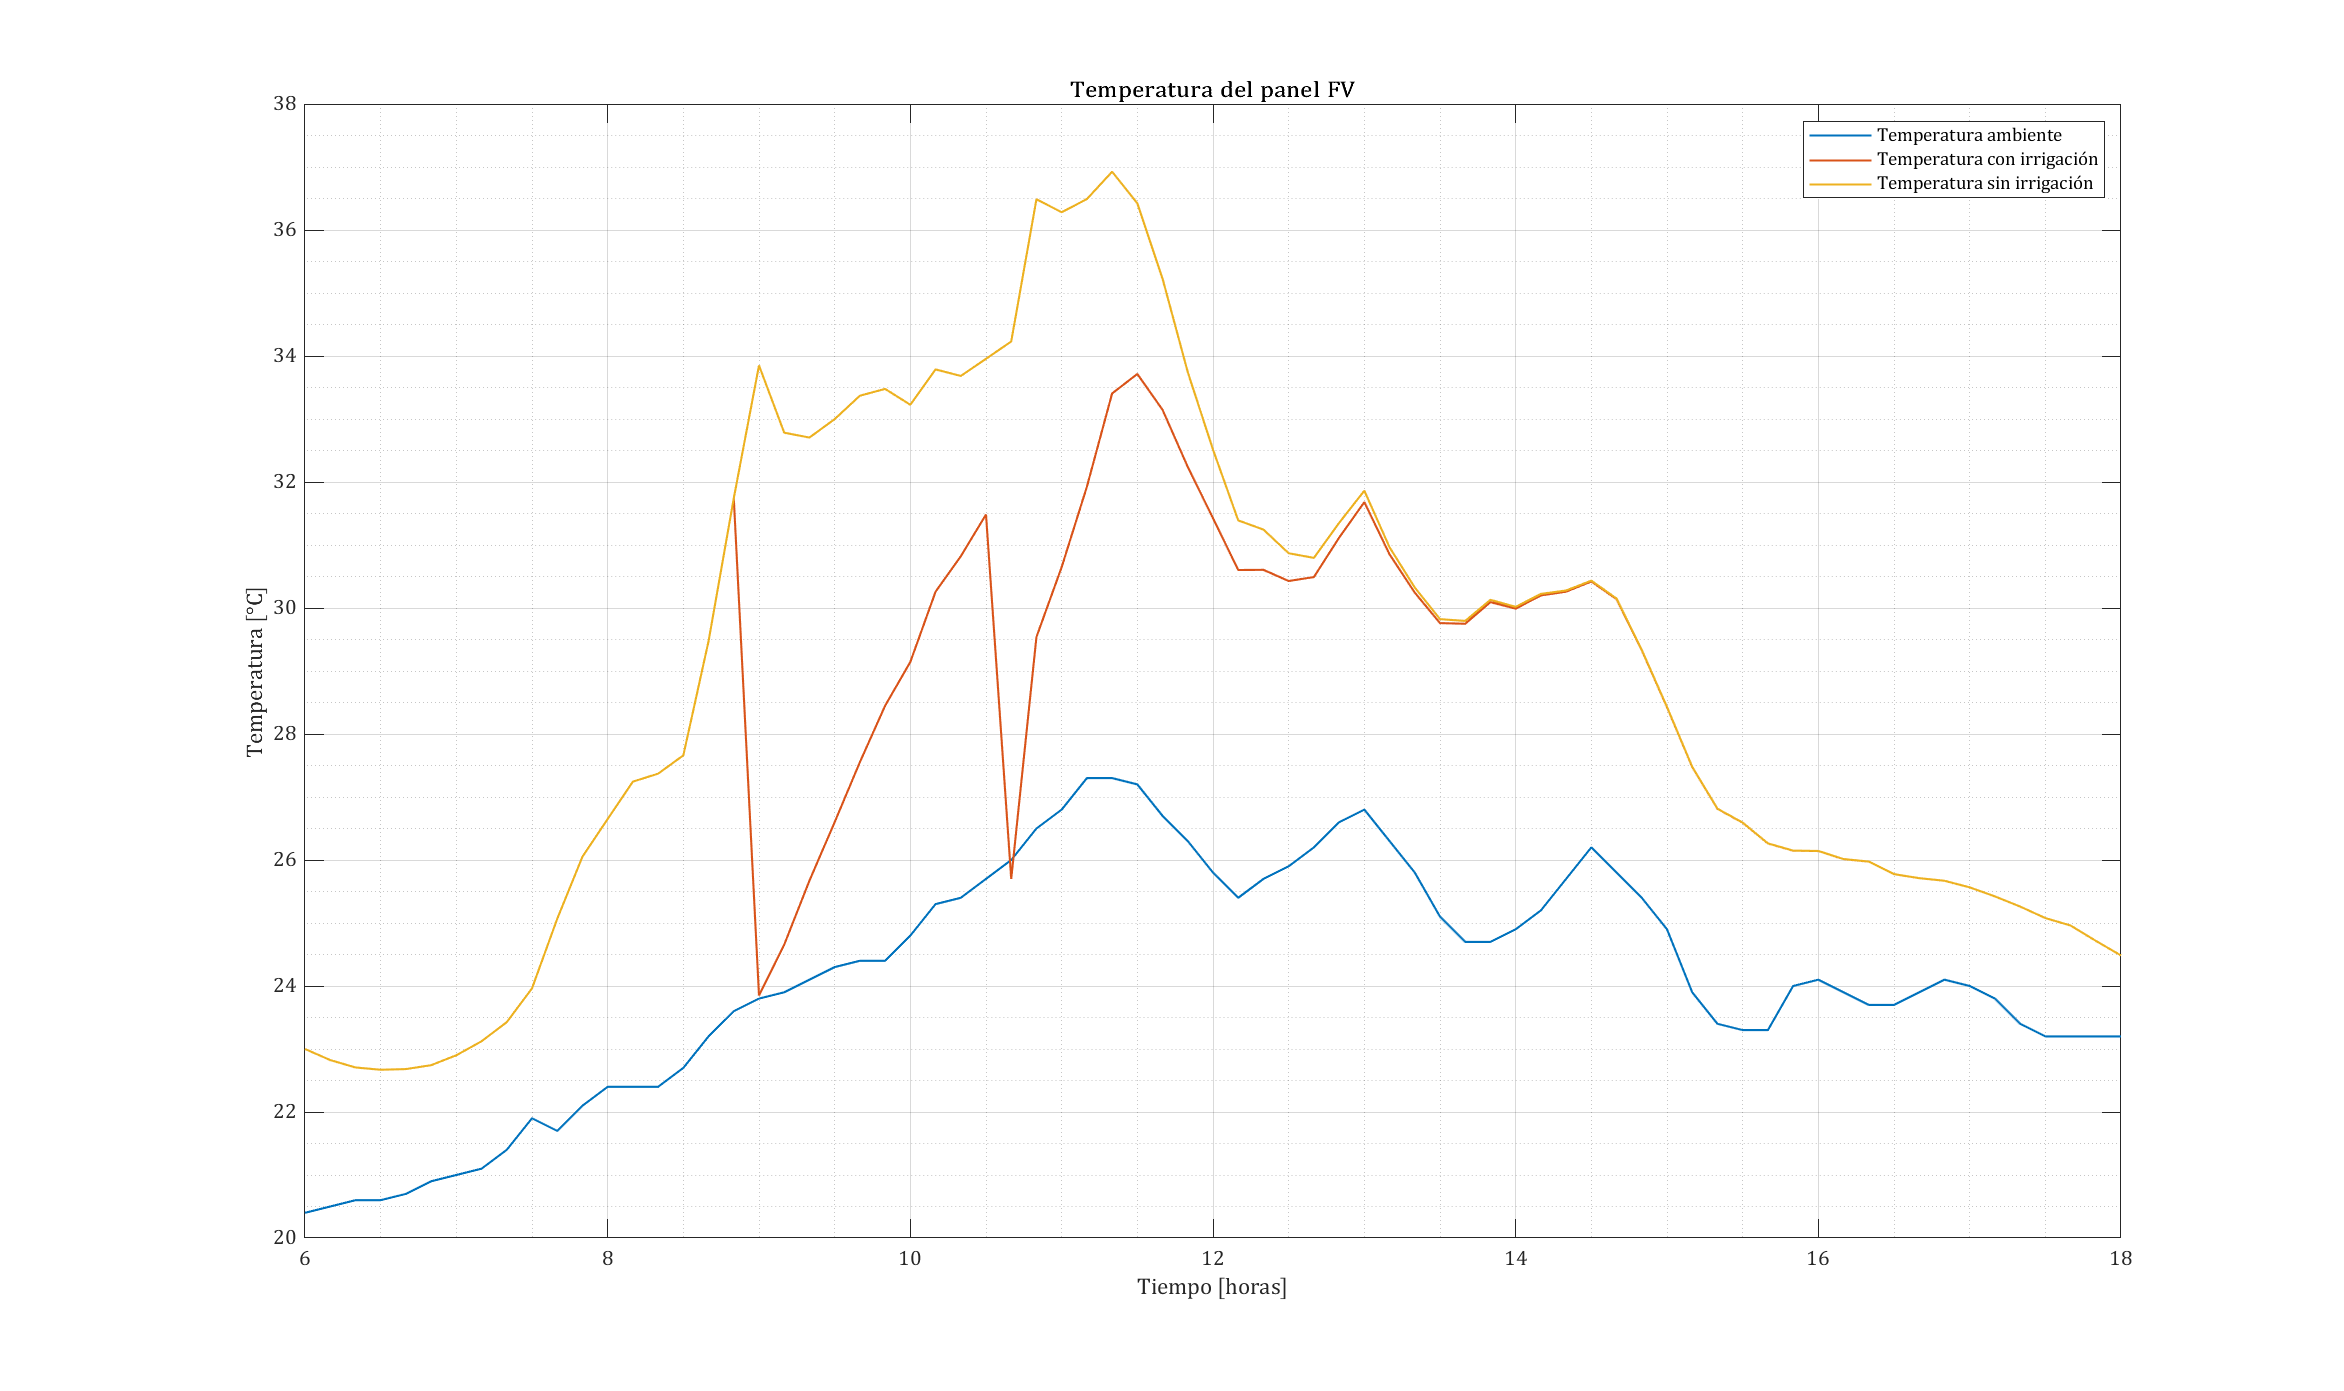 Temperatura del panel FV
38
36
34
32
30
28
26
24
22
20
Temperatura [°C]
Temperatura ambiente
Temperatura con irrigación
Temperatura sin irrigación
6 8 10 12 14 16 18
Tiempo [horas]